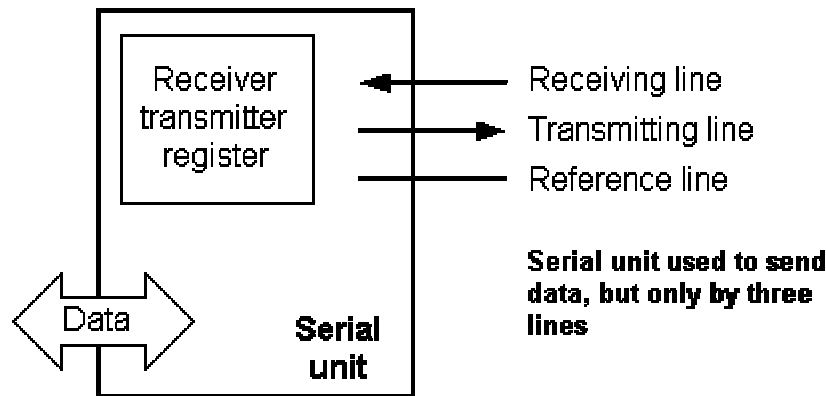 Receiver
transmitter
register
Receiving line
Transmitting line
Reference line
Serial unit used to send
data, but only by three
lines
Data
Serial
unit